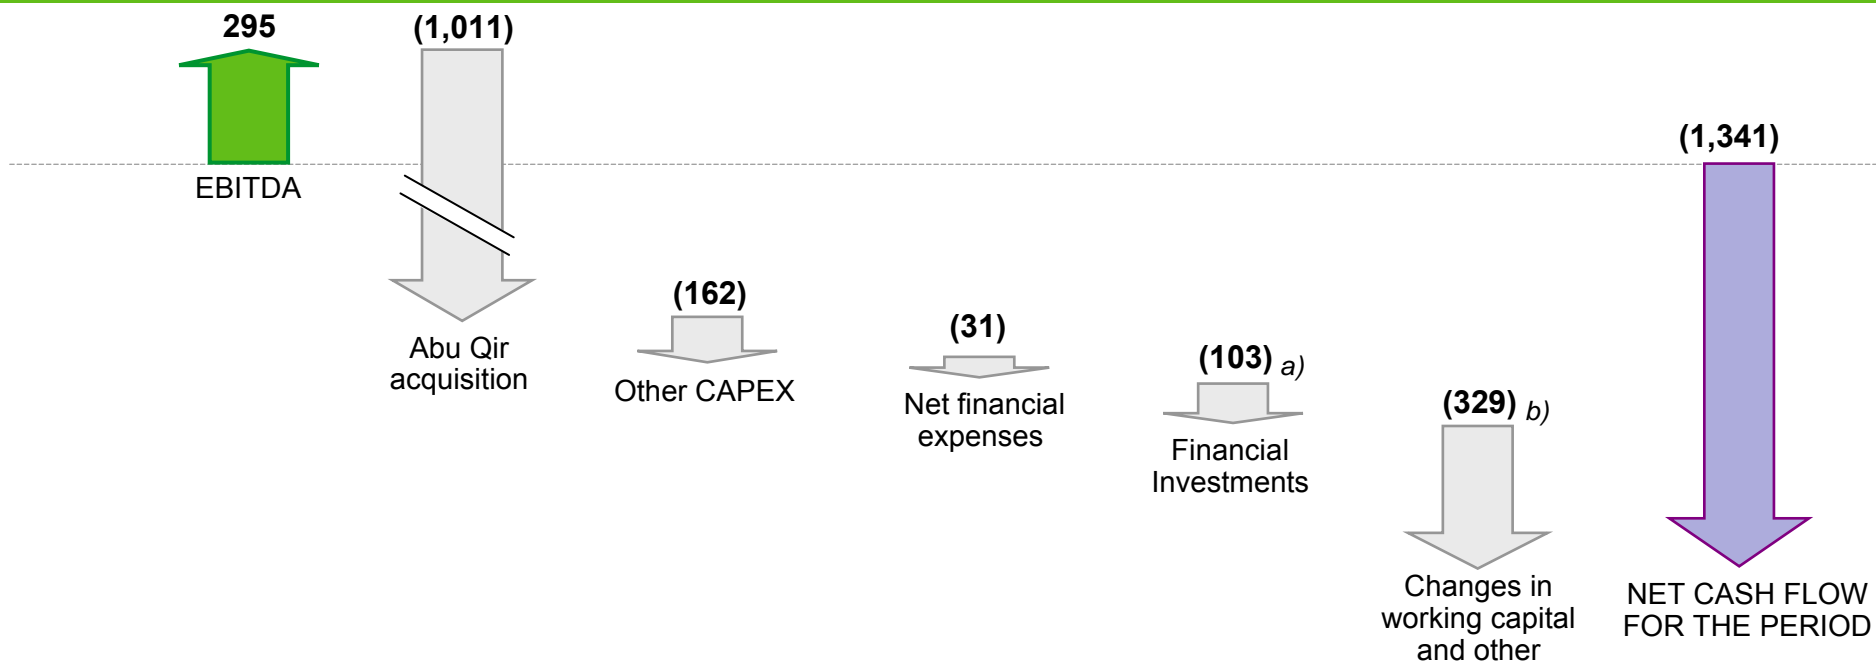 295
EBITDA
(1,011)
Abu Qir
acquisition
(162)
Other CAPEX
(31)
Net financial
expenses
(103) a)
Financial
Investments
(329) b)
Changes in
working capital
and other
(1,341)
NET CASH FLOW
FOR THE PERIOD